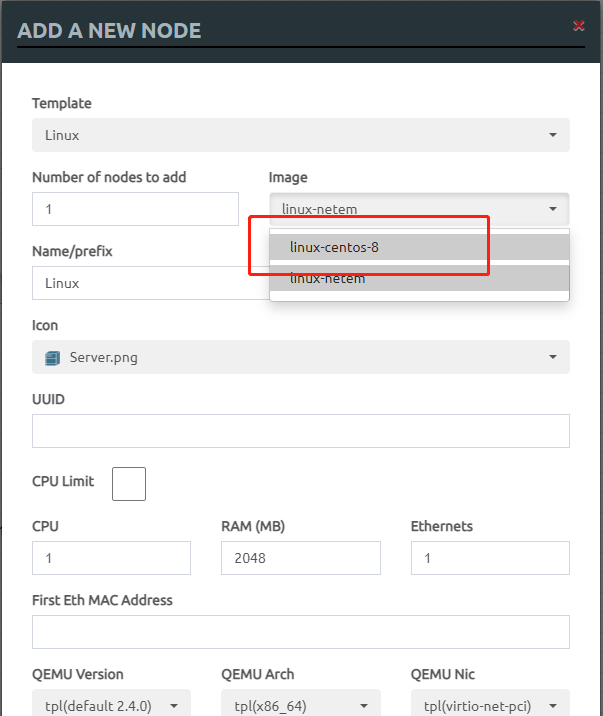 ADD A NEW NODE
Template
Linux
Number of nodes to add
Image
1
linux-netem
linux-centos-8
linux-netem
Name/prefix
Linux
Icon
Server.png
UUID
CPU Limit
CPU
RAM (MB)
Ethernets
1
2048
1
First Eth MAC Address
QEMU Version
QEMU Arch
QEMU Nic
tpl(default 2.4.0)
tpl(x86_64)
tpl(virtio-net-pci)